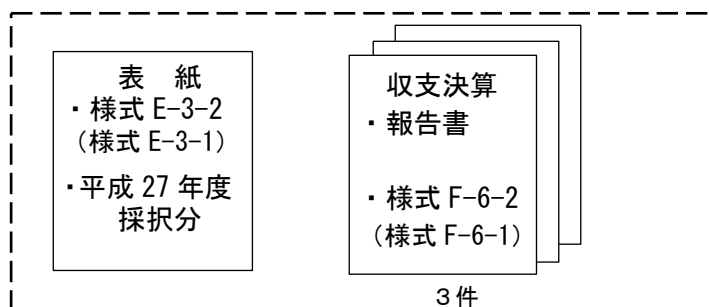 表　紙
・様式 E-3-2
（様式 E-3-1）
・平成 27 年度
採択分
収支決算
・報告書
・様式 F-6-2
（様式 F-6-1）
３件